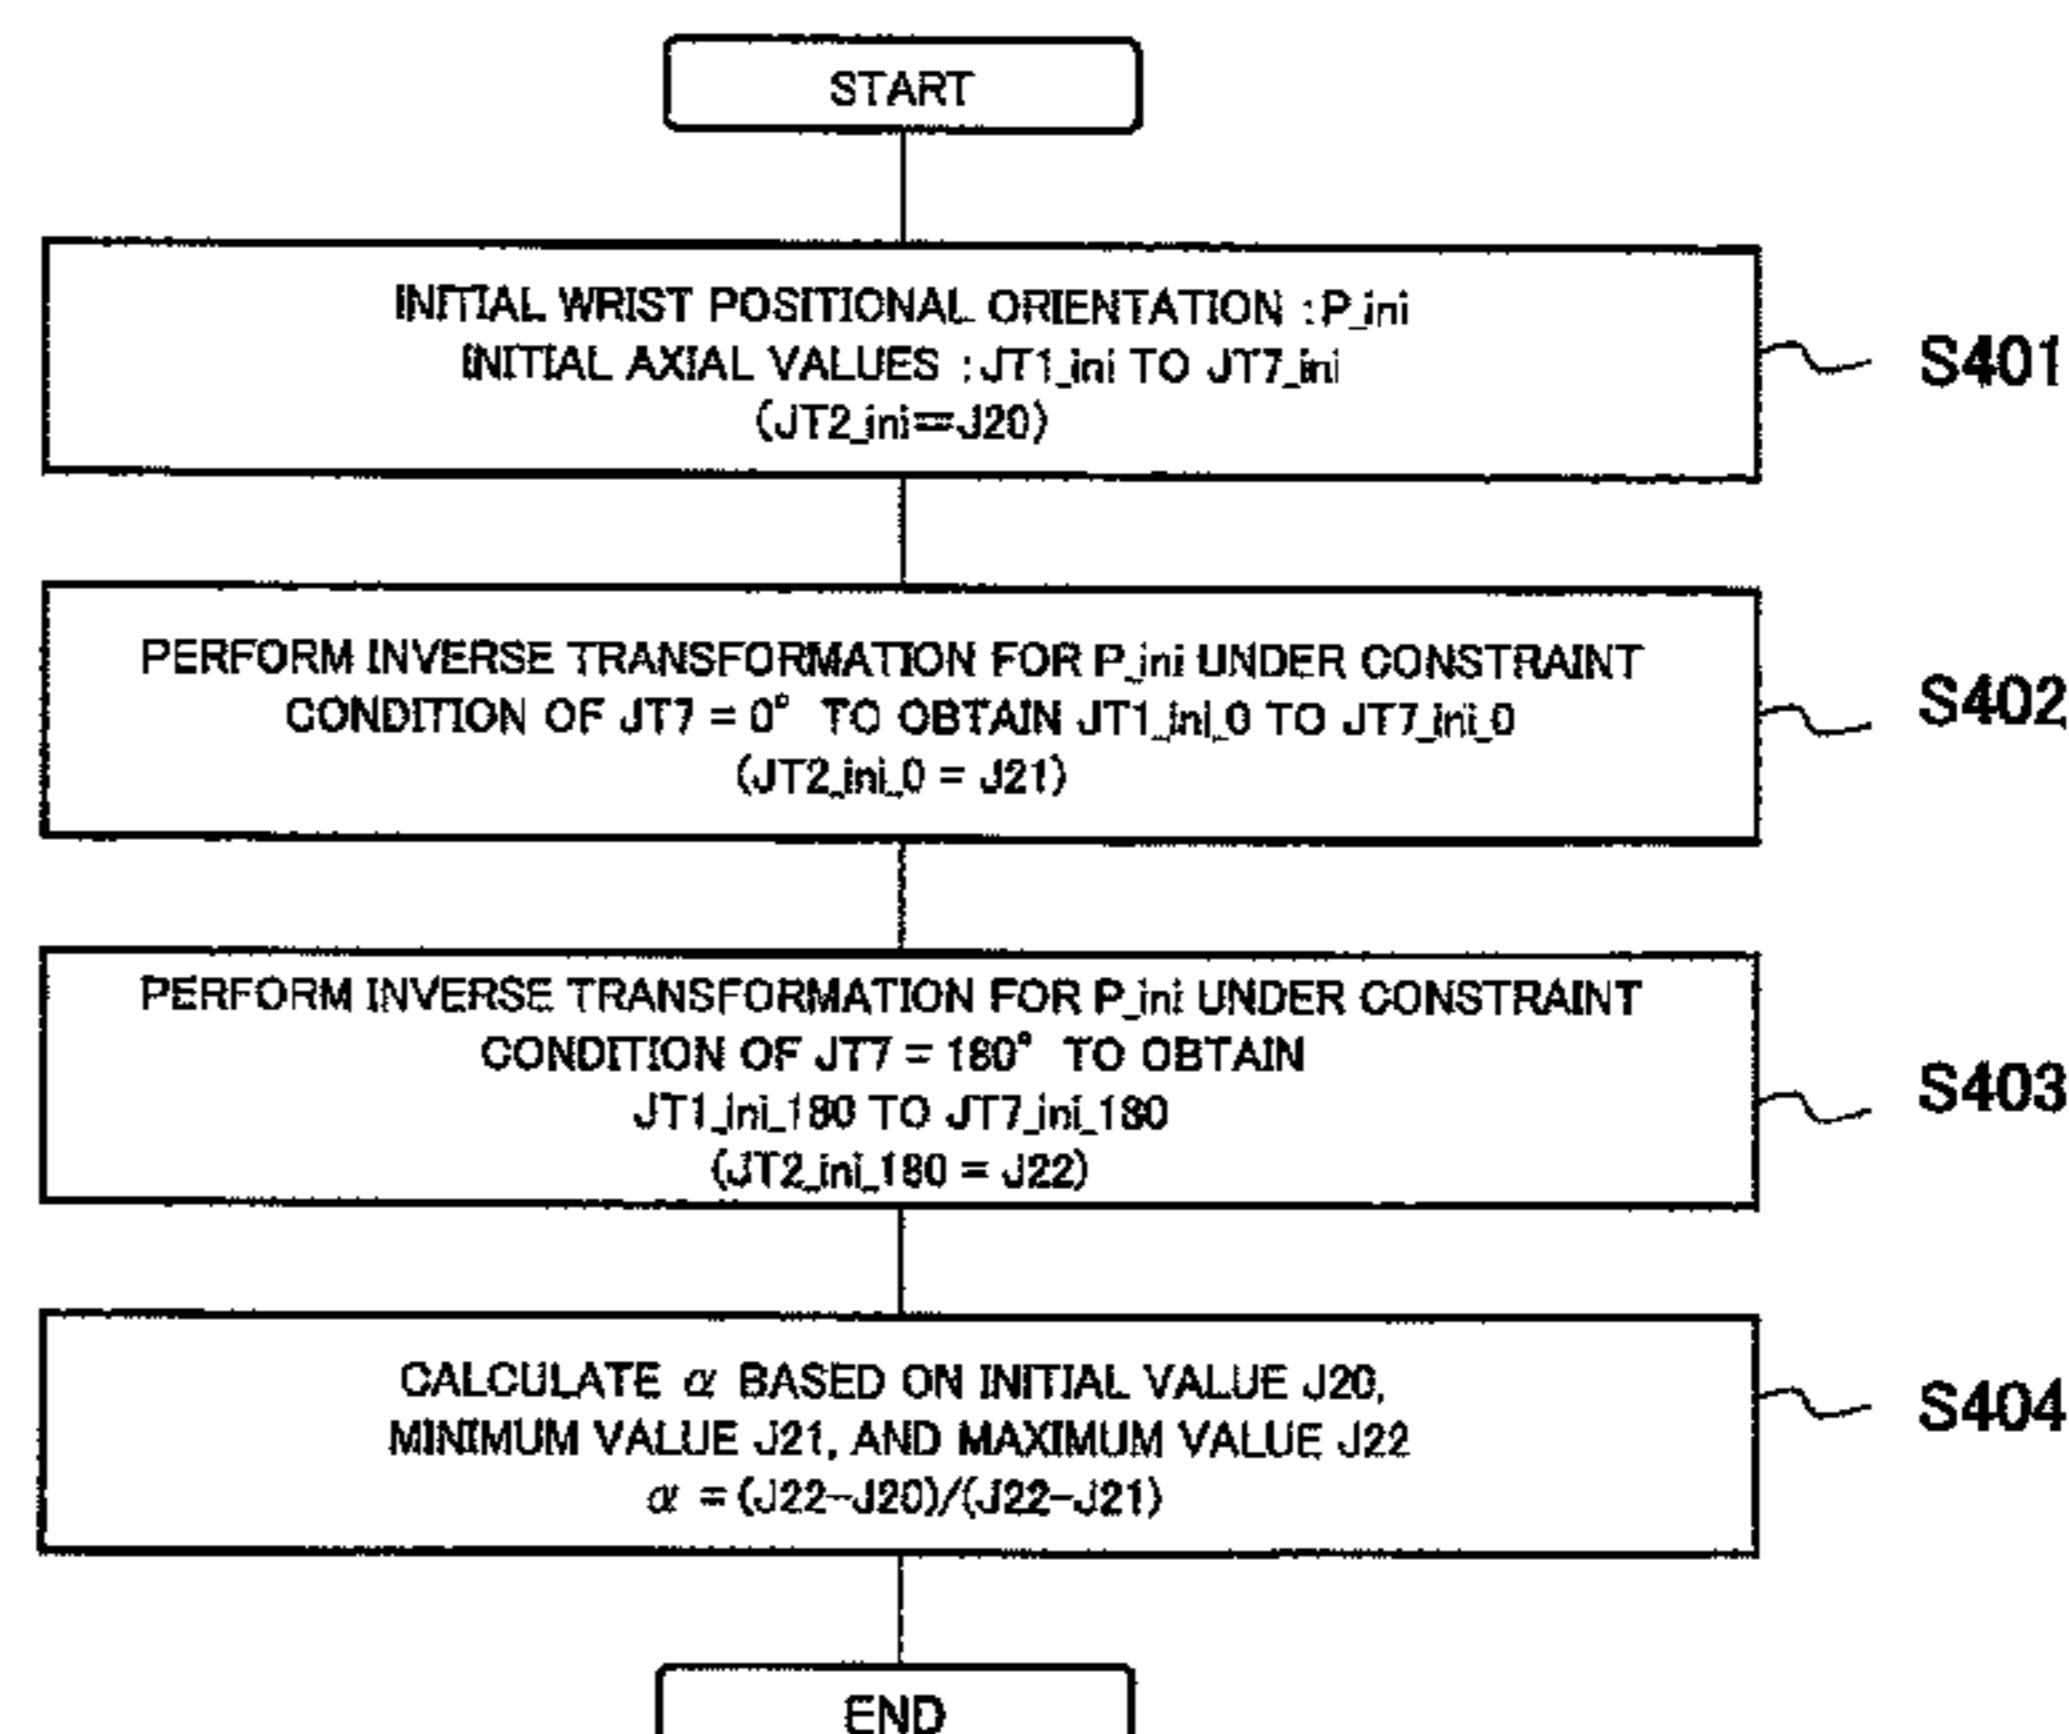 START
INITIAL WRIST POSITIONAL ORIENTATION : P_ini
INITIAL AXIAL VALUES : JT1_ini TO JT7_ini
(JT2_ini=J20)
S401
PERFORM INVERSE TRANSFORMATION FOR P_ini UNDER CONSTRAINT
CONDITION OF JT7 = 0° TO OBTAIN JT1_ini_0 TO JT7_ini_0
(JT2_ini_0 = J21)
S402
PERFORM INVERSE TRANSFORMATION FOR P_ini UNDER CONSTRAINT
CONDITION OF JT7 = 180° TO OBTAIN
JT1_ini_180 TO JT7_ini_180
(JT2_ini_180 = J22)
S403
CALCULATE α BASED ON INITIAL VALUE J20,
MINIMUM VALUE J21, AND MAXIMUM VALUE J22
α = (J22-J20)/(J22-J21)
S404
END